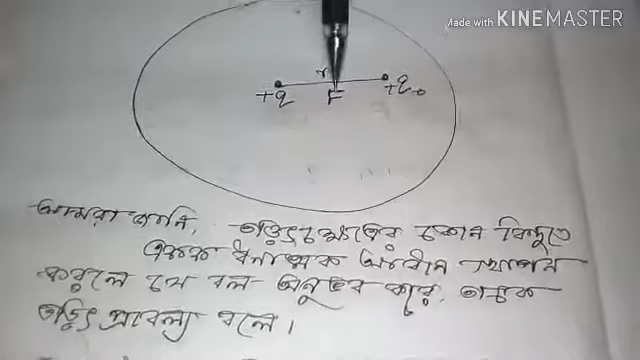 Made with KINEMASTER
r
+q F +q₀
আমরা জানি, তড়িৎক্ষেত্রের কোন বিন্দুতে
একক ধনাত্মক আধান স্থাপন
করলে যে বল অনুভব করে, তাকে
তড়িৎ প্রাবল্য বলে।